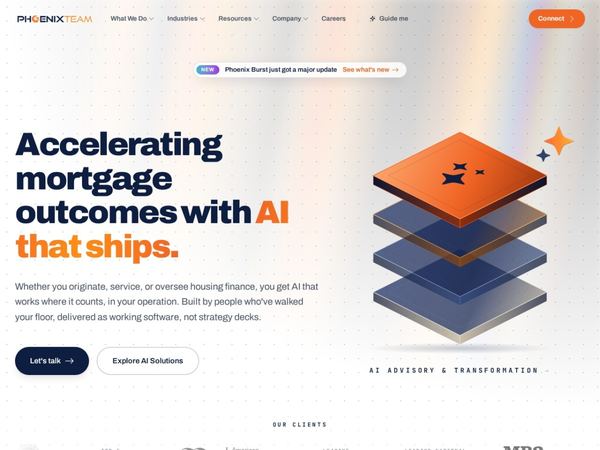 PHOENIXTEAM
What We Do
Industries
Resources
Company
Careers
Guide me
Connect
NEW
Phoenix Burst just got a major update
See what's new →
Accelerating
mortgage
outcomes with AI
that ships.
Whether you originate, service, or oversee housing finance, you get AI that
works where it counts, in your operation. Built by people who've walked
your floor, delivered as working software, not strategy decks.
Let's talk →
Explore AI Solutions
AI ADVISORY & TRANSFORMATION
OUR CLIENTS